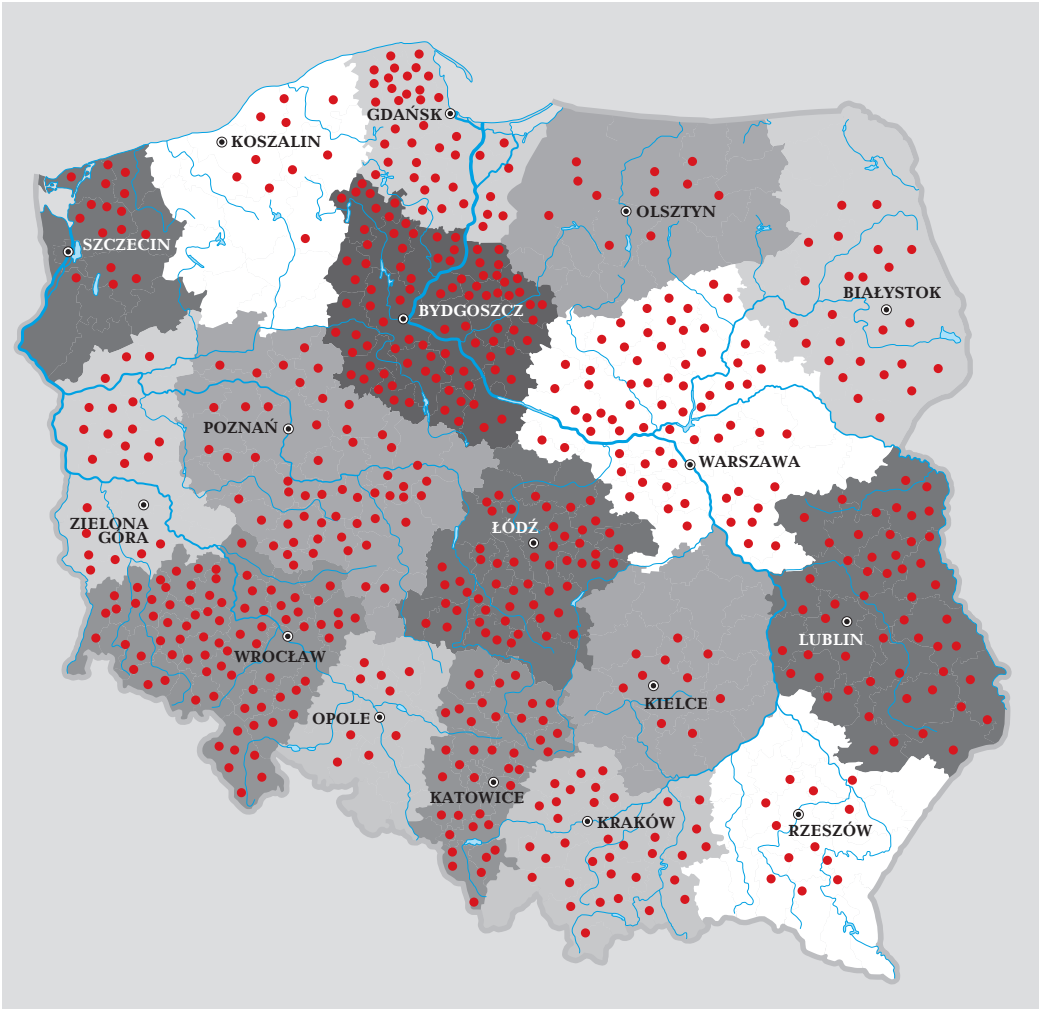 GDAŃSK
KOSZALIN
OLSZTYN
SZCZECIN
BIAŁYSTOK
BYDGOSZCZ
POZNAŃ
WARSZAWA
ZIELONA
GÓRA
ŁÓDŹ
LUBLIN
WROCŁAW
KIELCE
OPOLE
KATOWICE
KRAKÓW
RZESZÓW